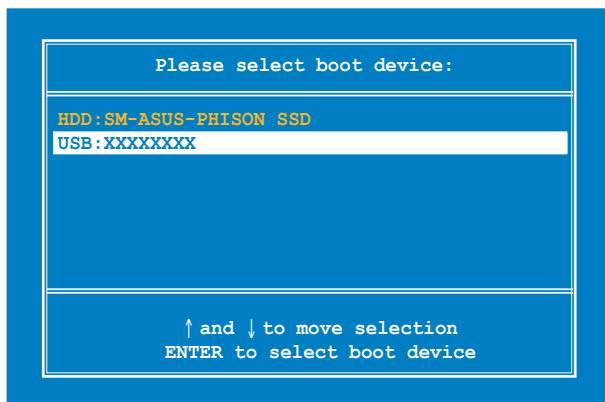 Please select boot device:
HDD:SM-ASUS-PHISON SSD
USB:XXXXXXXX
↑ and ↓ to move selection
ENTER to select boot device